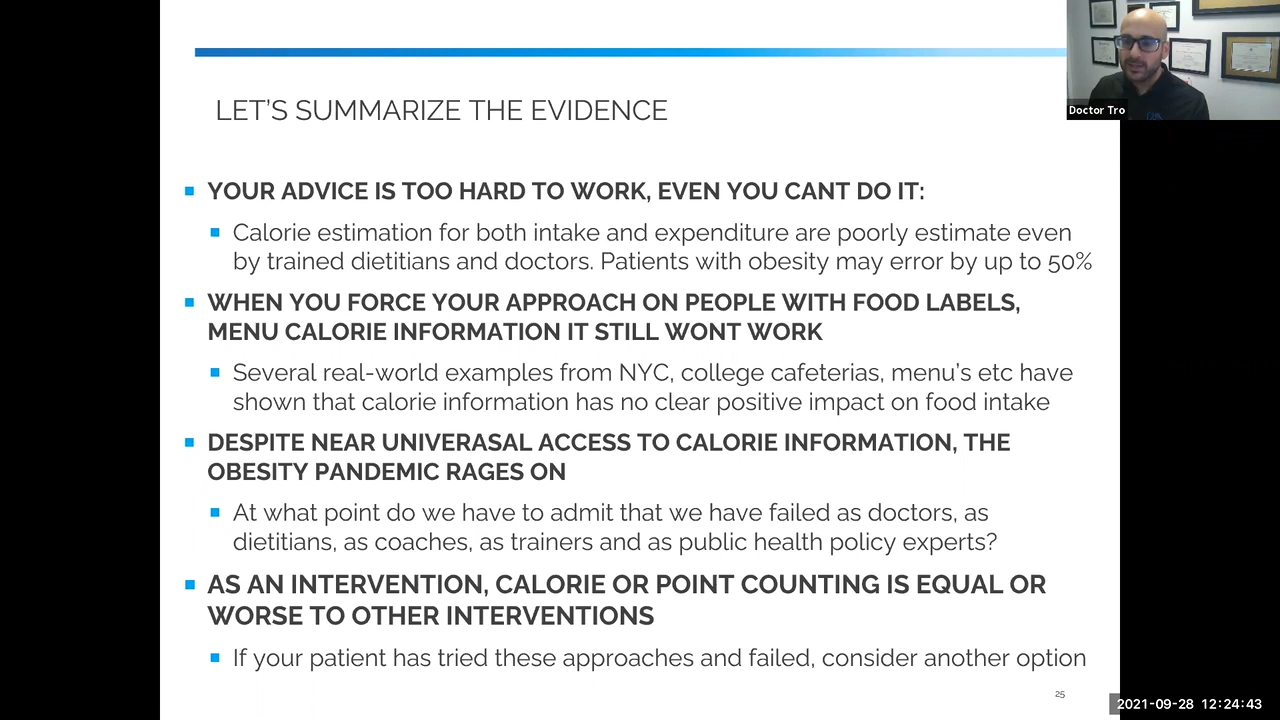 Doctor Tro
LET'S SUMMARIZE THE EVIDENCE
YOUR ADVICE IS TOO HARD TO WORK, EVEN YOU CANT DO IT:
Calorie estimation for both intake and expenditure are poorly estimate even
by trained dietitians and doctors. Patients with obesity may error by up to 50%
WHEN YOU FORCE YOUR APPROACH ON PEOPLE WITH FOOD LABELS,
MENU CALORIE INFORMATION IT STILL WONT WORK
Several real-world examples from NYC, college cafeterias, menu's etc have
shown that calorie information has no clear positive impact on food intake
DESPITE NEAR UNIVERASAL ACCESS TO CALORIE INFORMATION, THE
OBESITY PANDEMIC RAGES ON
At what point do we have to admit that we have failed as doctors, as
dietitians, as coaches, as trainers and as public health policy experts?
AS AN INTERVENTION, CALORIE OR POINT COUNTING IS EQUAL OR
WORSE TO OTHER INTERVENTIONS
If your patient has tried these approaches and failed, consider another option
25
2021-09-28 12:24:43